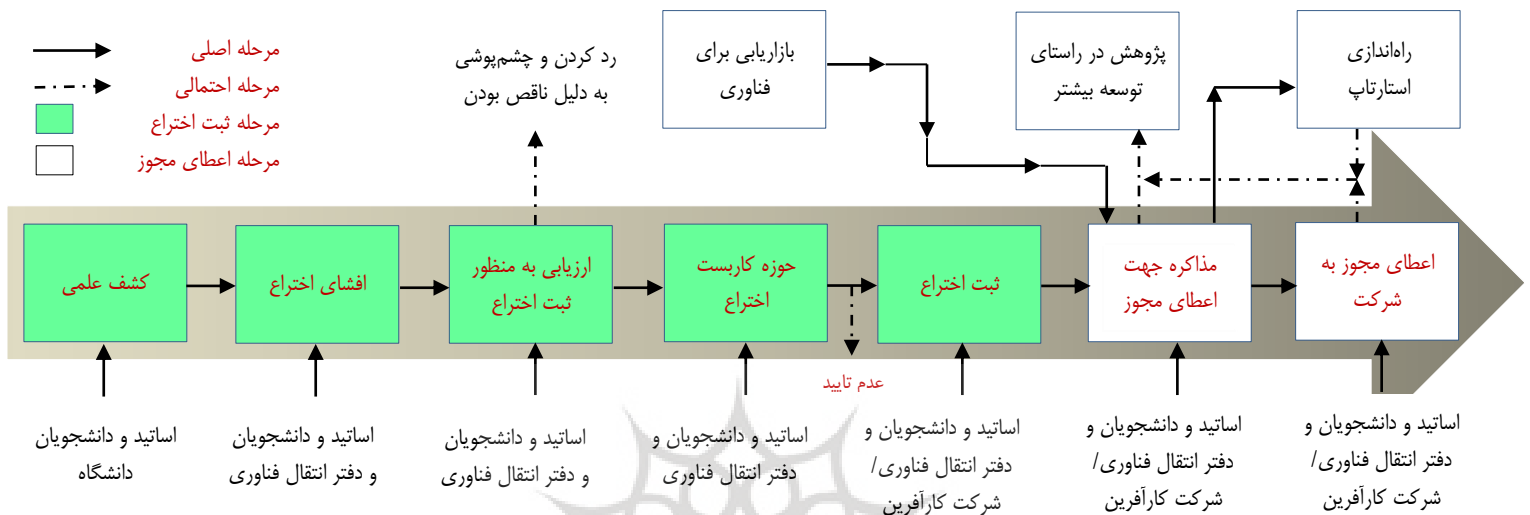 مرحله اصلی
مرحله احتمالی
مرحله ثبت اختراع
مرحله اعطای مجوز
رد کردن و چشم‌پوشی
به دلیل ناقص بودن
بازاریابی برای
فناوری
پژوهش در راستای
توسعه بیشتر
راه‌اندازی
استارتاپ
کشف علمی
افشای اختراع
ارزیابی به منظور
ثبت اختراع
حوزه کاربست
اختراع
ثبت اختراع
مذاکره جهت
اعطای مجوز
اعطای مجوز به
شرکت
عدم تایید
اساتید و دانشجویان
دانشگاه
اساتید و دانشجویان
و دفتر انتقال فناوری
اساتید و دانشجویان
و دفتر انتقال فناوری
اساتید و دانشجویان و
دفتر انتقال فناوری
اساتید و دانشجویان و
دفتر انتقال فناوری/
شرکت کارآفرین
اساتید و دانشجویان و
دفتر انتقال فناوری/
شرکت کارآفرین
اساتید و دانشجویان و
دفتر انتقال فناوری/
شرکت کارآفرین